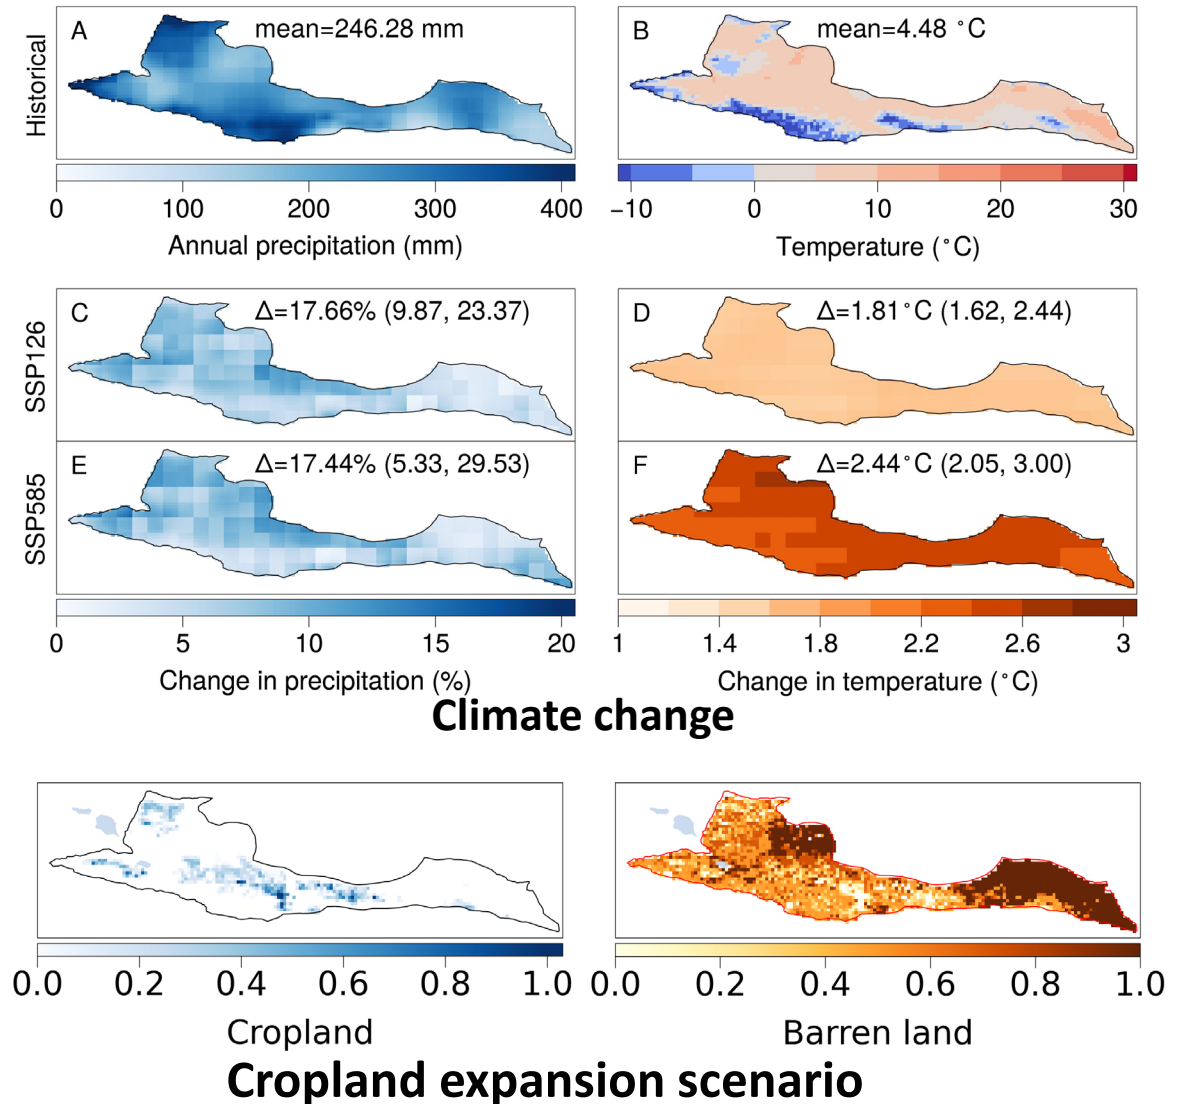 Historical
A
mean=246.28 mm
B
mean=4.48 °C
0 100 200 300 400
Annual precipitation (mm)
−10 0 10 20 30
Temperature (°C)
SSP126
C
Δ=17.66% (9.87, 23.37)
D
Δ=1.81°C (1.62, 2.44)
SSP585
E
Δ=17.44% (5.33, 29.53)
F
Δ=2.44°C (2.05, 3.00)
0 5 10 15 20
Change in precipitation (%)
1 1.4 1.8 2.2 2.6 3
Change in temperature (°C)
Climate change
0.0 0.2 0.4 0.6 0.8 1.0
Cropland
0.0 0.2 0.4 0.6 0.8 1.0
Barren land
Cropland expansion scenario